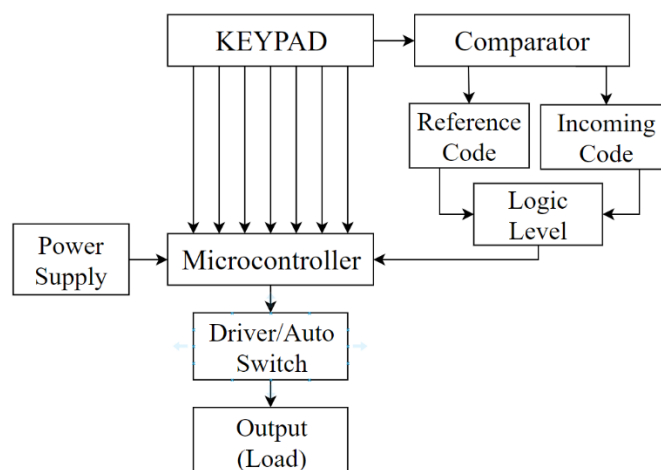 KEYPAD
Comparator
Reference
Code
Incoming
Code
Logic
Level
Power
Supply
Microcontroller
Driver/Auto
Switch
Output
(Load)